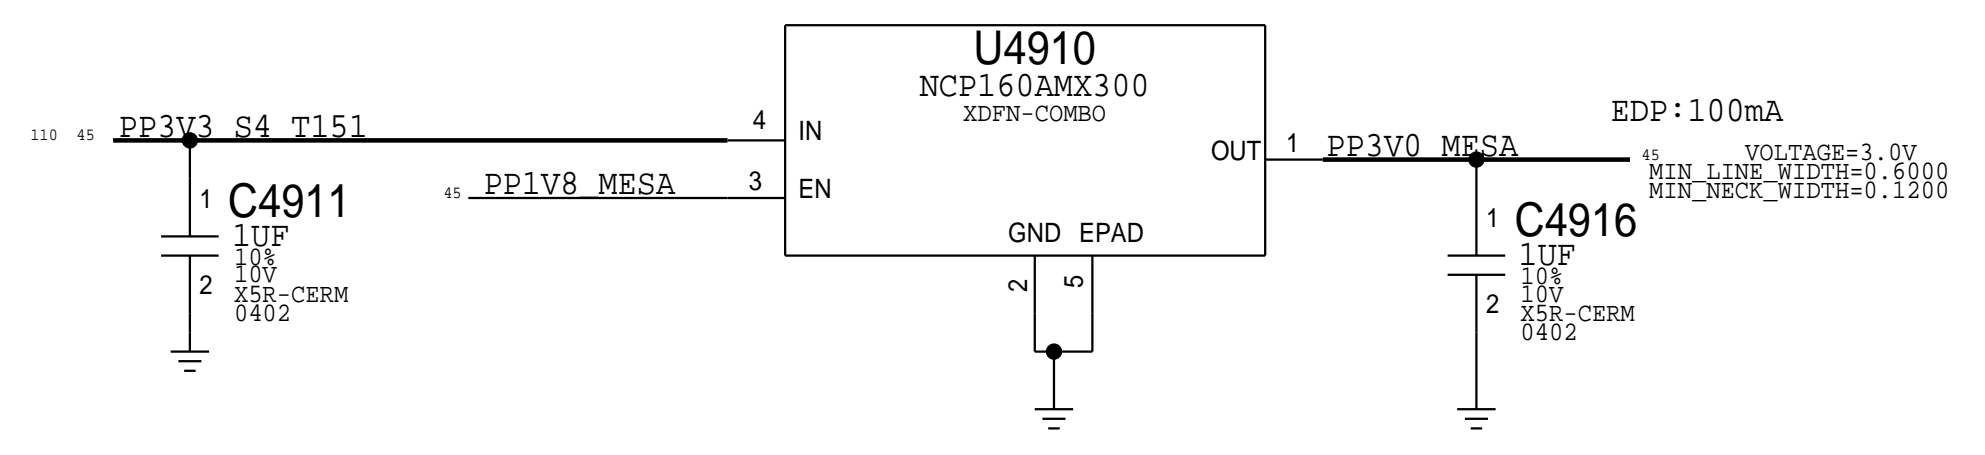 U4910
NCP160AMX300
XDFN-COMBO
110 45 PP3V3_S4_T151
4 IN
45 PP1V8_MESA
3 EN
OUT 1 PP3V0_MESA
EDP:100mA
45 VOLTAGE=3.0V
MIN_LINE_WIDTH=0.6000
MIN_NECK_WIDTH=0.1200
GND EPAD
2 5
1 C4911
1UF
10%
10V
2 X5R-CERM
0402
1 C4916
1UF
10%
10V
2 X5R-CERM
0402